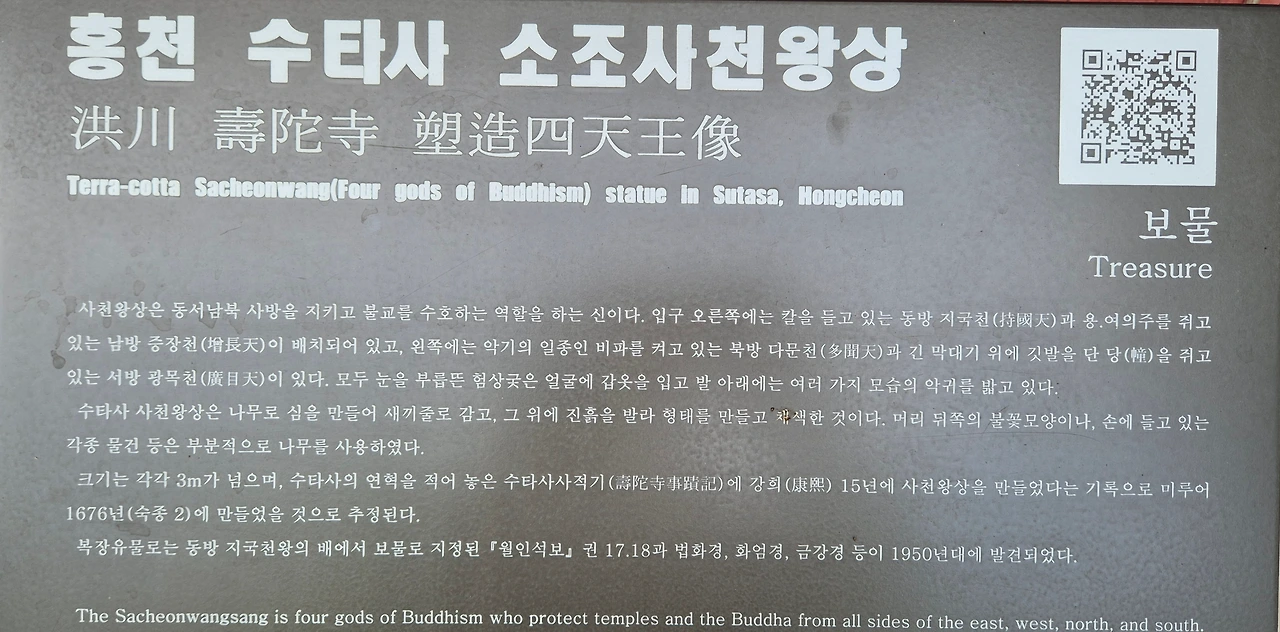 홍천 수타사 소조사천왕상
洪川 壽陀寺 塑造四天王像
Terra-cotta Sacheonwang(Four gods of Buddhism) statue in Sutasa, Hongcheon
보물
Treasure
사천왕상은 동서남북 사방을 지키고 불교를 수호하는 역할을 하는 신이다. 입구 오른쪽에는 칼을 들고 있는 동방 지국천(持國天)과 용.여의주를 쥐고
있는 남방 증장천(增長天)이 배치되어 있고, 왼쪽에는 악기의 일종인 비파를 켜고 있는 북방 다문천(多聞天)과 긴 막대기 위에 깃발을 단 당(幢)을 쥐고
있는 서방 광목천(廣目天)이 있다. 모두 눈을 부릅뜬 험상궂은 얼굴에 갑옷을 입고 발 아래에는 여러 가지 모습의 악귀를 밟고 있다.
수타사 사천왕상은 나무로 심을 만들어 새끼줄로 감고, 그 위에 진흙을 발라 형태를 만들고 채색한 것이다. 머리 뒤쪽의 불꽃모양이나, 손에 들고 있는
각종 물건 등은 부분적으로 나무를 사용하였다.
크기는 각각 3m가 넘으며, 수타사의 연혁을 적어 놓은 수타사사적기(壽陀寺事蹟記)에 강희(康熙) 15년에 사천왕상을 만들었다는 기록으로 미루어
1676년(숙종 2)에 만들었을 것으로 추정된다.
복장유물로는 동방 지국천왕의 배에서 보물로 지정된 『월인석보』 권 17.18과 법화경, 화엄경, 금강경 등이 1950년대에 발견되었다.
The Sacheonwangsang is four gods of Buddhism who protect temples and the Buddha from all sides of the east, west, north, and south.